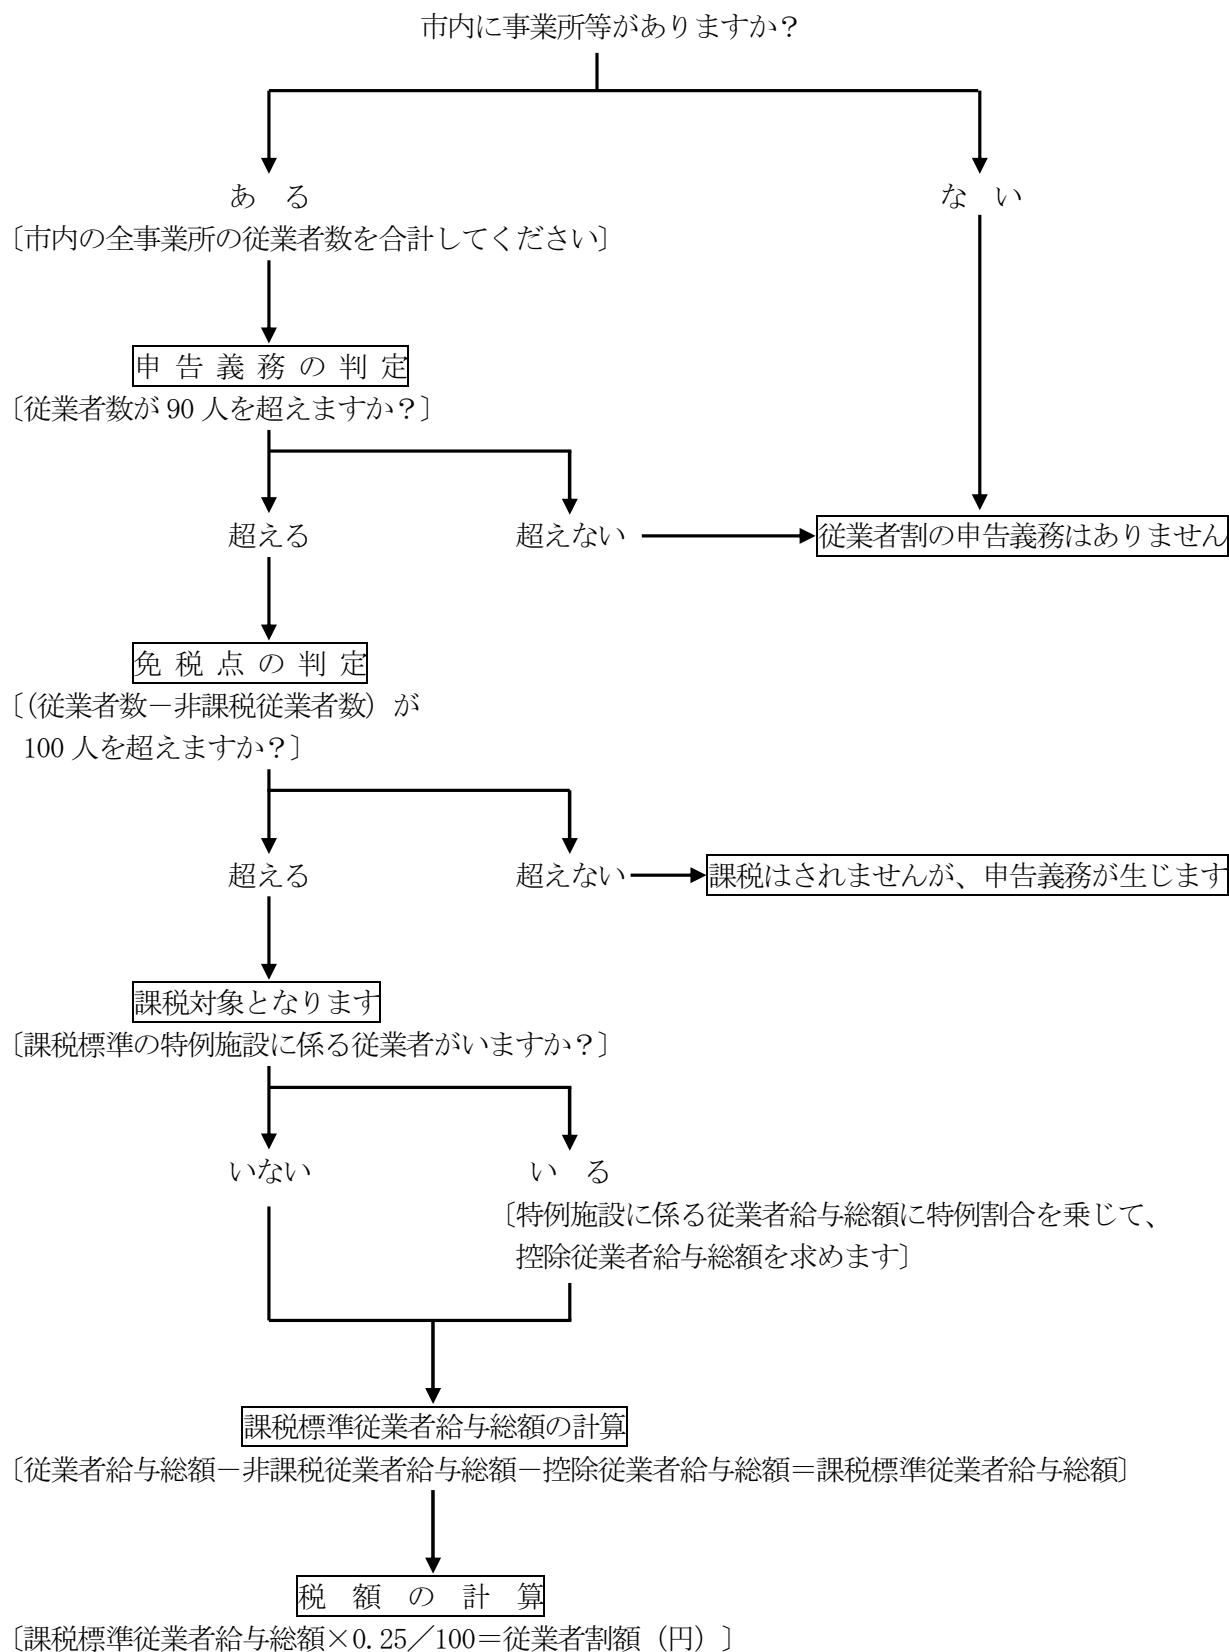 市内に事業所等がありますか？
あ　る
な　い
〔市内の全事業所の従業者数を合計してください〕
申 告 義 務 の 判 定
〔従業者数が 90 人を超えますか？〕
超える
超えない
従業者割の申告義務はありません
免 税 点 の 判 定
〔(従業者数－非課税従業者数）が
100 人を超えますか？〕
超える
超えない
課税はされませんが、申告義務が生じます
課税対象となります
〔課税標準の特例施設に係る従業者がいますか？〕
いない
い　る
〔特例施設に係る従業者給与総額に特例割合を乗じて、
控除従業者給与総額を求めます〕
課税標準従業者給与総額の計算
〔従業者給与総額－非課税従業者給与総額－控除従業者給与総額＝課税標準従業者給与総額〕
税　額　の　計　算
〔課税標準従業者給与総額×0.25／100＝従業者割額（円）〕